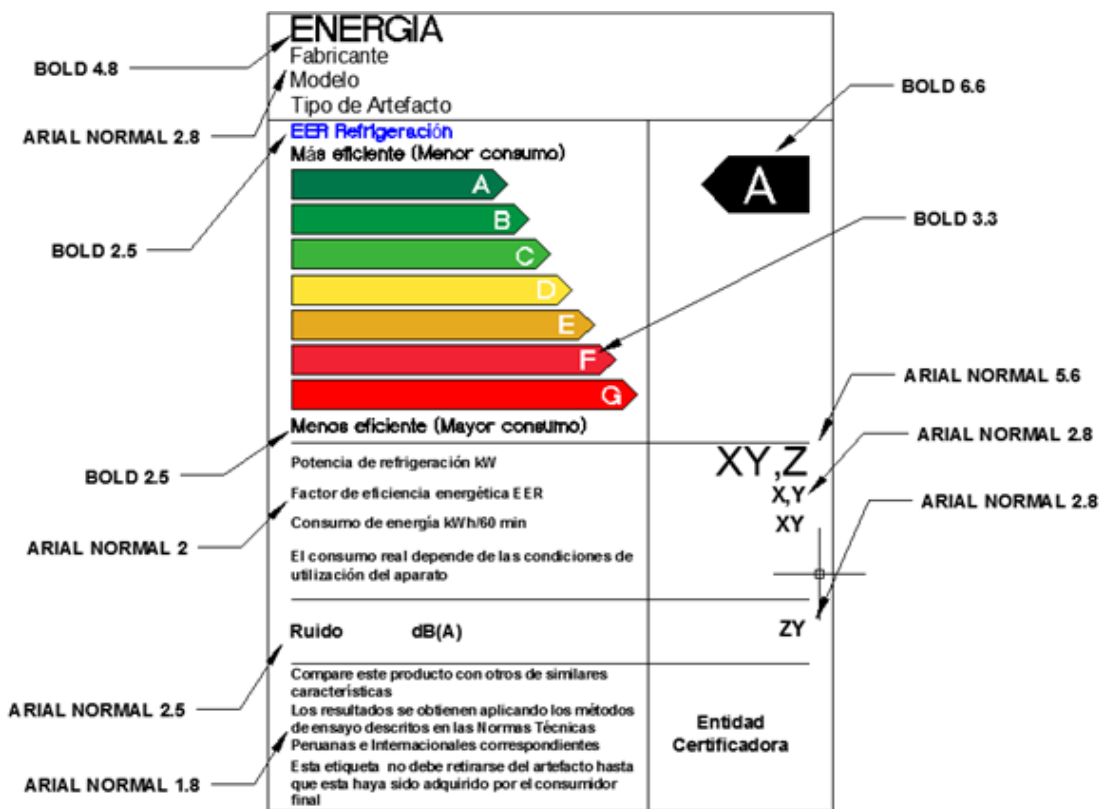 ENERGIA
BOLD 4.8
Fabricante
Modelo
BOLD 6.6
Tipo de Artefacto
ARIAL NORMAL 2.8
EER Refrigeración
Más eficiente (Menor consumo)
A
A
B
BOLD 3.3
BOLD 2.5
C
D
E
F
ARIAL NORMAL 5.6
G
Menos eficiente (Mayor consumo)
ARIAL NORMAL 2.8
BOLD 2.5
Potencia de refrigeración kW
XY,Z
Factor de eficiencia energética EER
X,Y
ARIAL NORMAL 2.8
Consumo de energía kWh/60 min
XY
ARIAL NORMAL 2
El consumo real depende de las condiciones de
utilización del aparato
Ruido dB(A)
ZY
Compare este producto con otros de similares
características
ARIAL NORMAL 2.5
Los resultados se obtienen aplicando los métodos
de ensayo descritos en las Normas Técnicas
Peruanas e Internacionales correspondientes
Entidad
Certificadora
ARIAL NORMAL 1.8
Esta etiqueta no debe retirarse del artefacto hasta
que esta haya sido adquirido por el consumidor
final